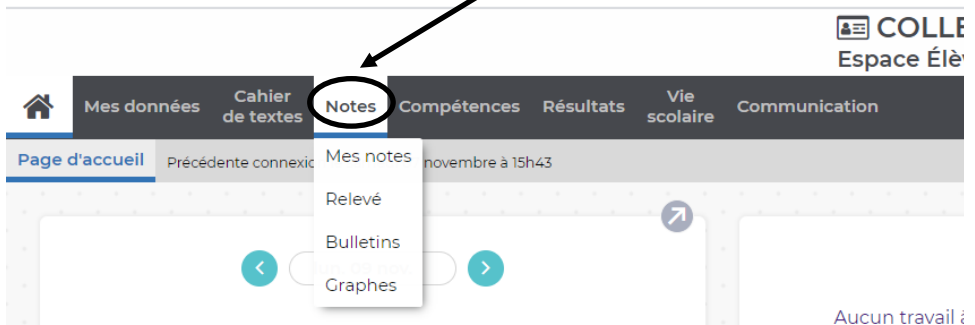 COLLE
Espace Élè
Mes données
Cahier
de textes
Notes
Compétences
Résultats
Vie
scolaire
Communication
Page d'accueil
Précédente novembre à 15h43
Mes notes
Relevé
Bulletins
Graphes
Aucun travail à